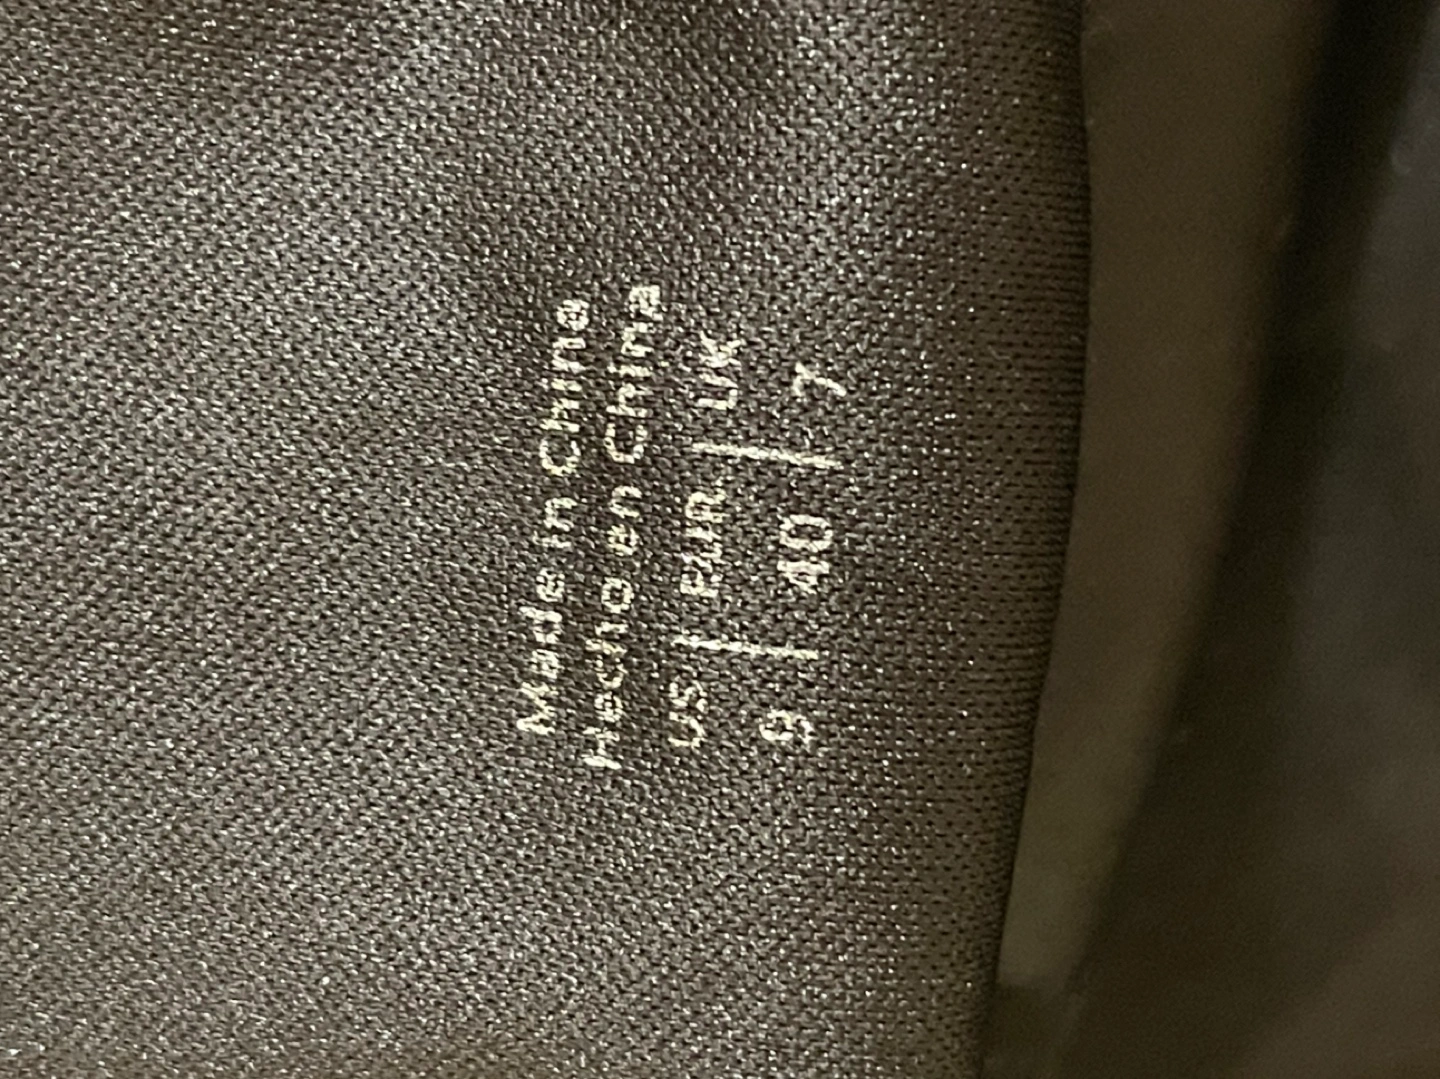 Made in China
Hecho en China
US | EUR | UK
9 | 40 | 7